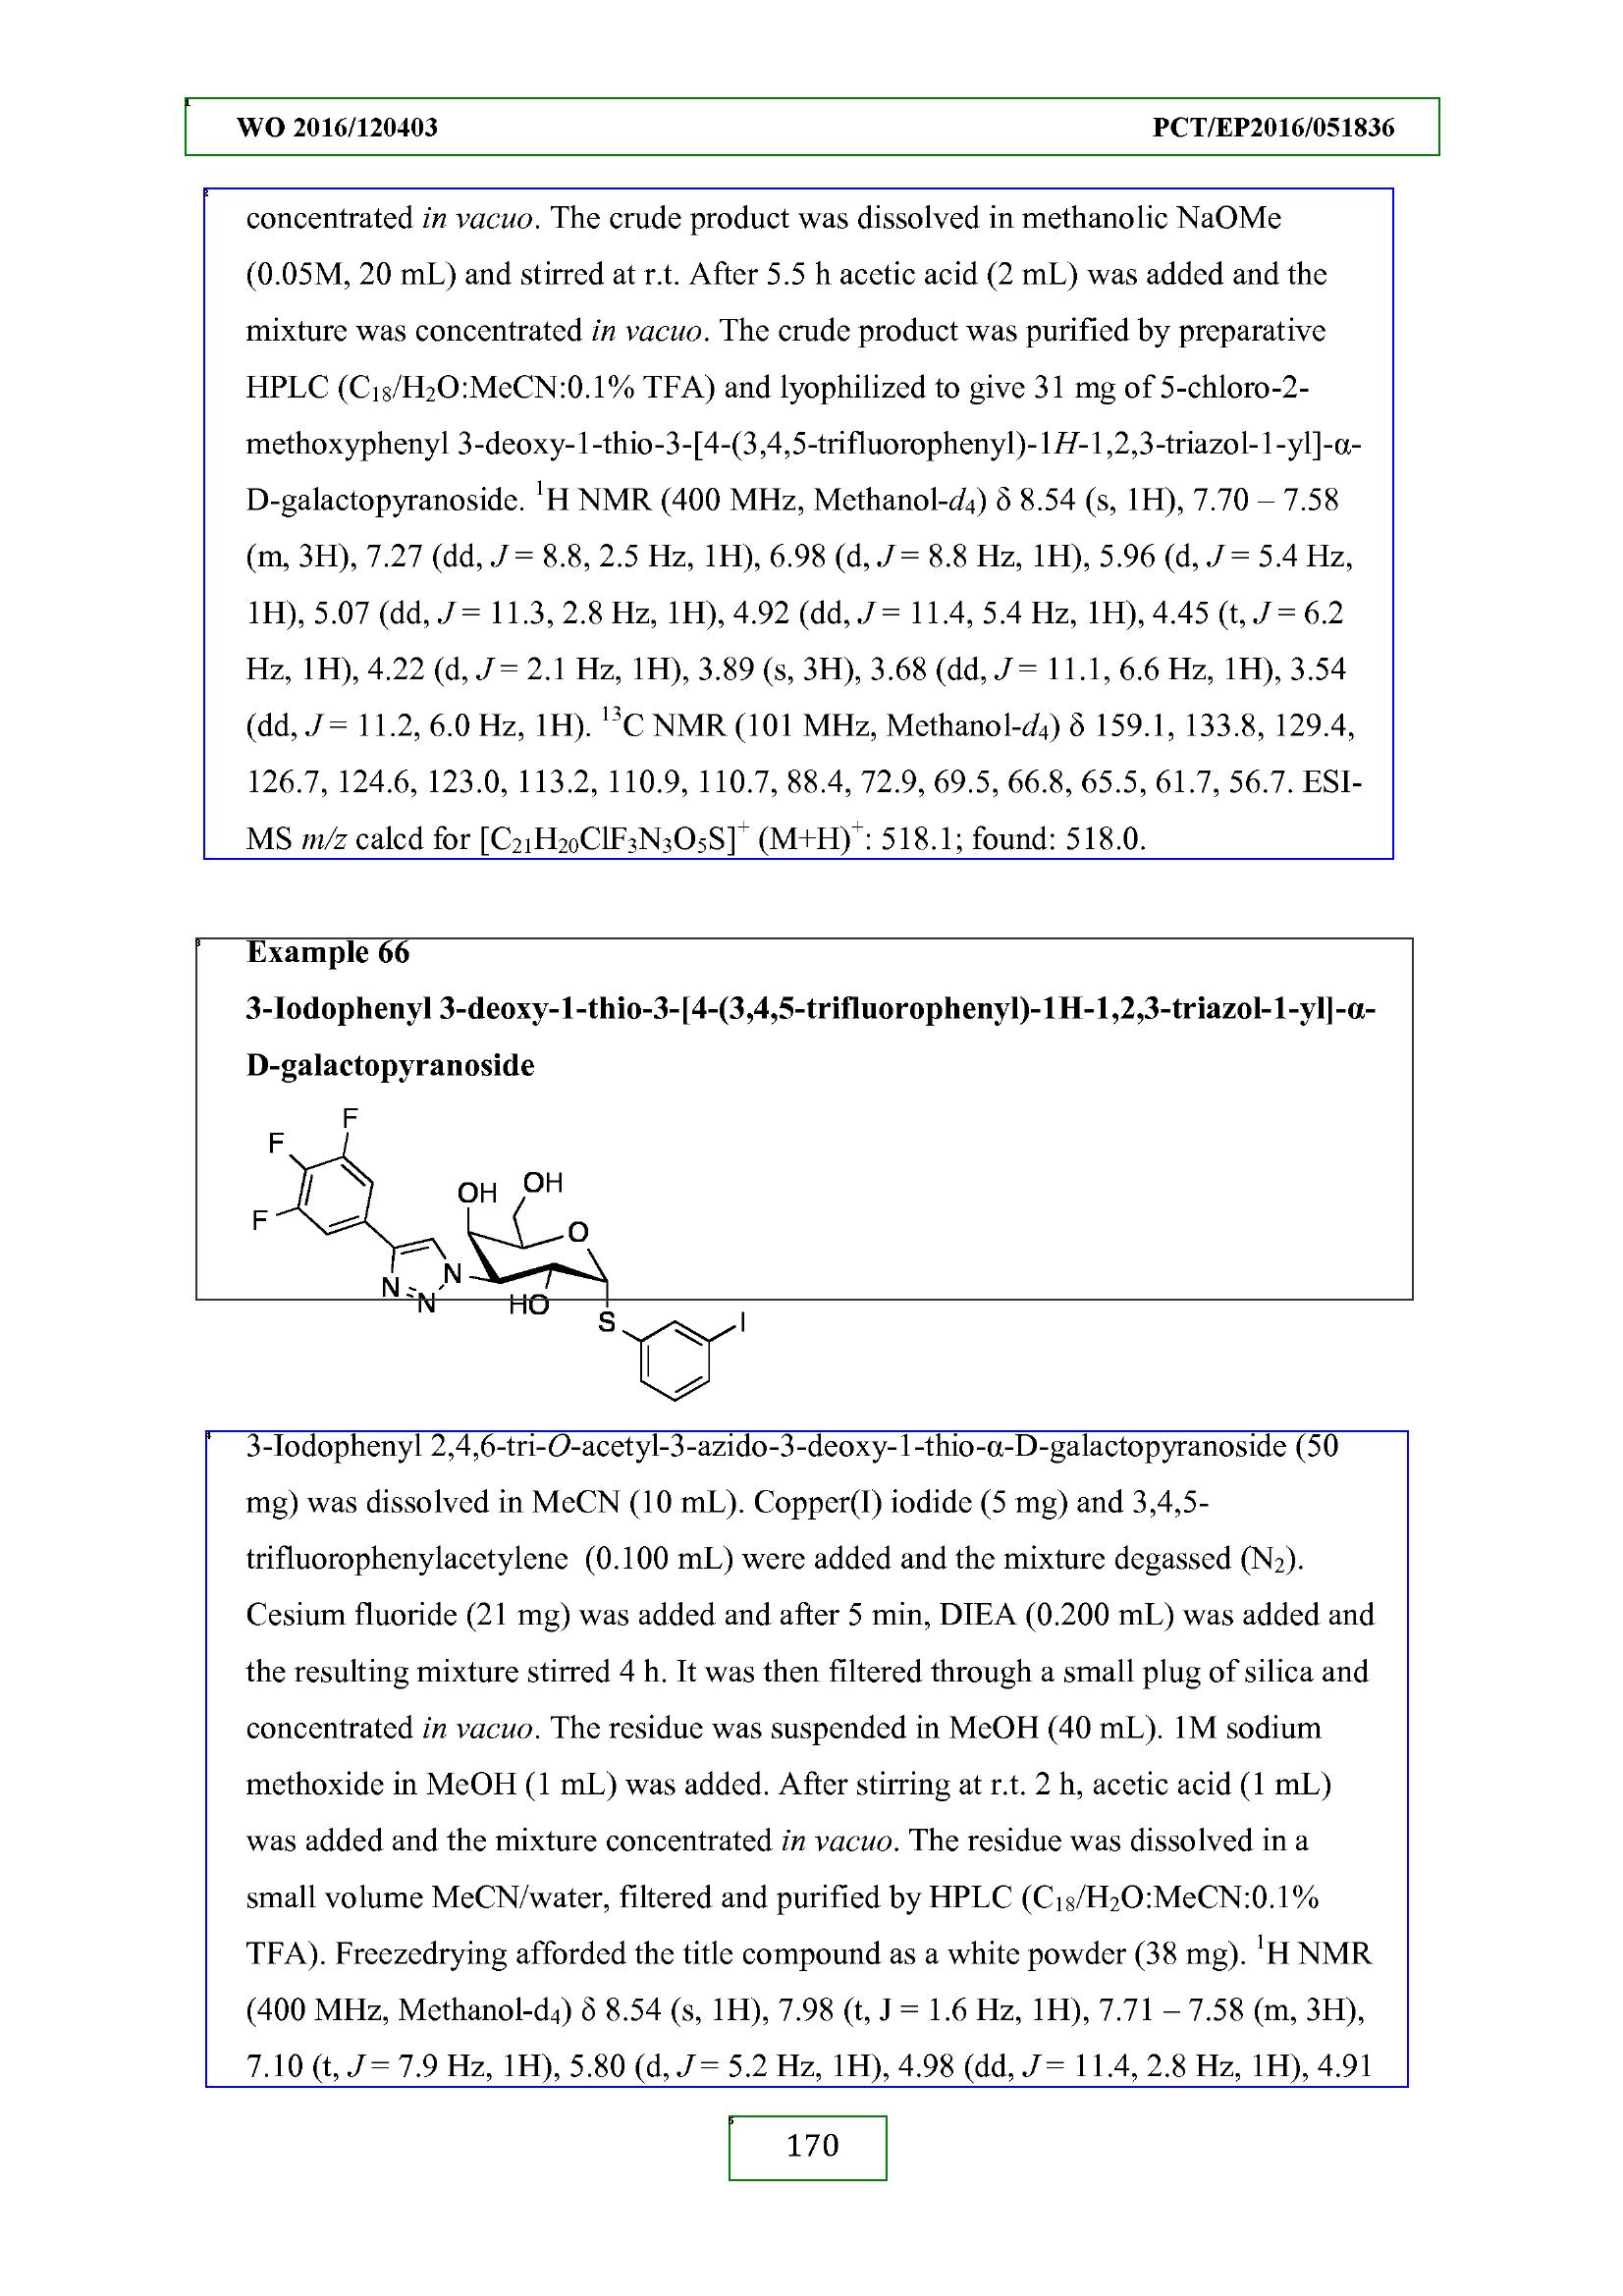 WO 2016/120403 PCT/EP2016/051836
concentrated in vacuo. The crude product was dissolved in methanolic NaOMe
(0.05M, 20 mL) and stirred at r.t. After 5.5 h acetic acid (2 mL) was added and the
mixture was concentrated in vacuo. The crude product was purified by preparative
HPLC (C₁₈/H₂O:MeCN:0.1% TFA) and lyophilized to give 31 mg of 5-chloro-2-
methoxyphenyl 3-deoxy-1-thio-3-[4-(3,4,5-trifluorophenyl)-1H-1,2,3-triazol-1-yl]-α-
D-galactopyranoside. ¹H NMR (400 MHz, Methanol-d₄) δ 8.54 (s, 1H), 7.70 – 7.58
(m, 3H), 7.27 (dd, J = 8.8, 2.5 Hz, 1H), 6.98 (d, J = 8.8 Hz, 1H), 5.96 (d, J = 5.4 Hz,
1H), 5.07 (dd, J = 11.3, 2.8 Hz, 1H), 4.92 (dd, J = 11.4, 5.4 Hz, 1H), 4.45 (t, J = 6.2
Hz, 1H), 4.22 (d, J = 2.1 Hz, 1H), 3.89 (s, 3H), 3.68 (dd, J = 11.1, 6.6 Hz, 1H), 3.54
(dd, J = 11.2, 6.0 Hz, 1H). ¹³C NMR (101 MHz, Methanol-d₄) δ 159.1, 133.8, 129.4,
126.7, 124.6, 123.0, 113.2, 110.9, 110.7, 88.4, 72.9, 69.5, 66.8, 65.5, 61.7, 56.7. ESI-
MS m/z calcd for [C₂₁H₂₀ClF₃N₃O₅S]⁺ (M+H)⁺: 518.1; found: 518.0.
Example 66
3-Iodophenyl 3-deoxy-1-thio-3-[4-(3,4,5-trifluorophenyl)-1H-1,2,3-triazol-1-yl]-α-
D-galactopyranoside
F
F
OH OH
F
O
N
N
N
HO
S
I
3-Iodophenyl 2,4,6-tri-O-acetyl-3-azido-3-deoxy-1-thio-α-D-galactopyranoside (50
mg) was dissolved in MeCN (10 mL). Copper(I) iodide (5 mg) and 3,4,5-
trifluorophenylacetylene (0.100 mL) were added and the mixture degassed (N₂).
Cesium fluoride (21 mg) was added and after 5 min, DIEA (0.200 mL) was added and
the resulting mixture stirred 4 h. It was then filtered through a small plug of silica and
concentrated in vacuo. The residue was suspended in MeOH (40 mL). 1M sodium
methoxide in MeOH (1 mL) was added. After stirring at r.t. 2 h, acetic acid (1 mL)
was added and the mixture concentrated in vacuo. The residue was dissolved in a
small volume MeCN/water, filtered and purified by HPLC (C₁₈/H₂O:MeCN:0.1%
TFA). Freezedrying afforded the title compound as a white powder (38 mg). ¹H NMR
(400 MHz, Methanol-d₄) δ 8.54 (s, 1H), 7.98 (t, J = 1.6 Hz, 1H), 7.71 – 7.58 (m, 3H),
7.10 (t, J = 7.9 Hz, 1H), 5.80 (d, J = 5.2 Hz, 1H), 4.98 (dd, J = 11.4, 2.8 Hz, 1H), 4.91
170